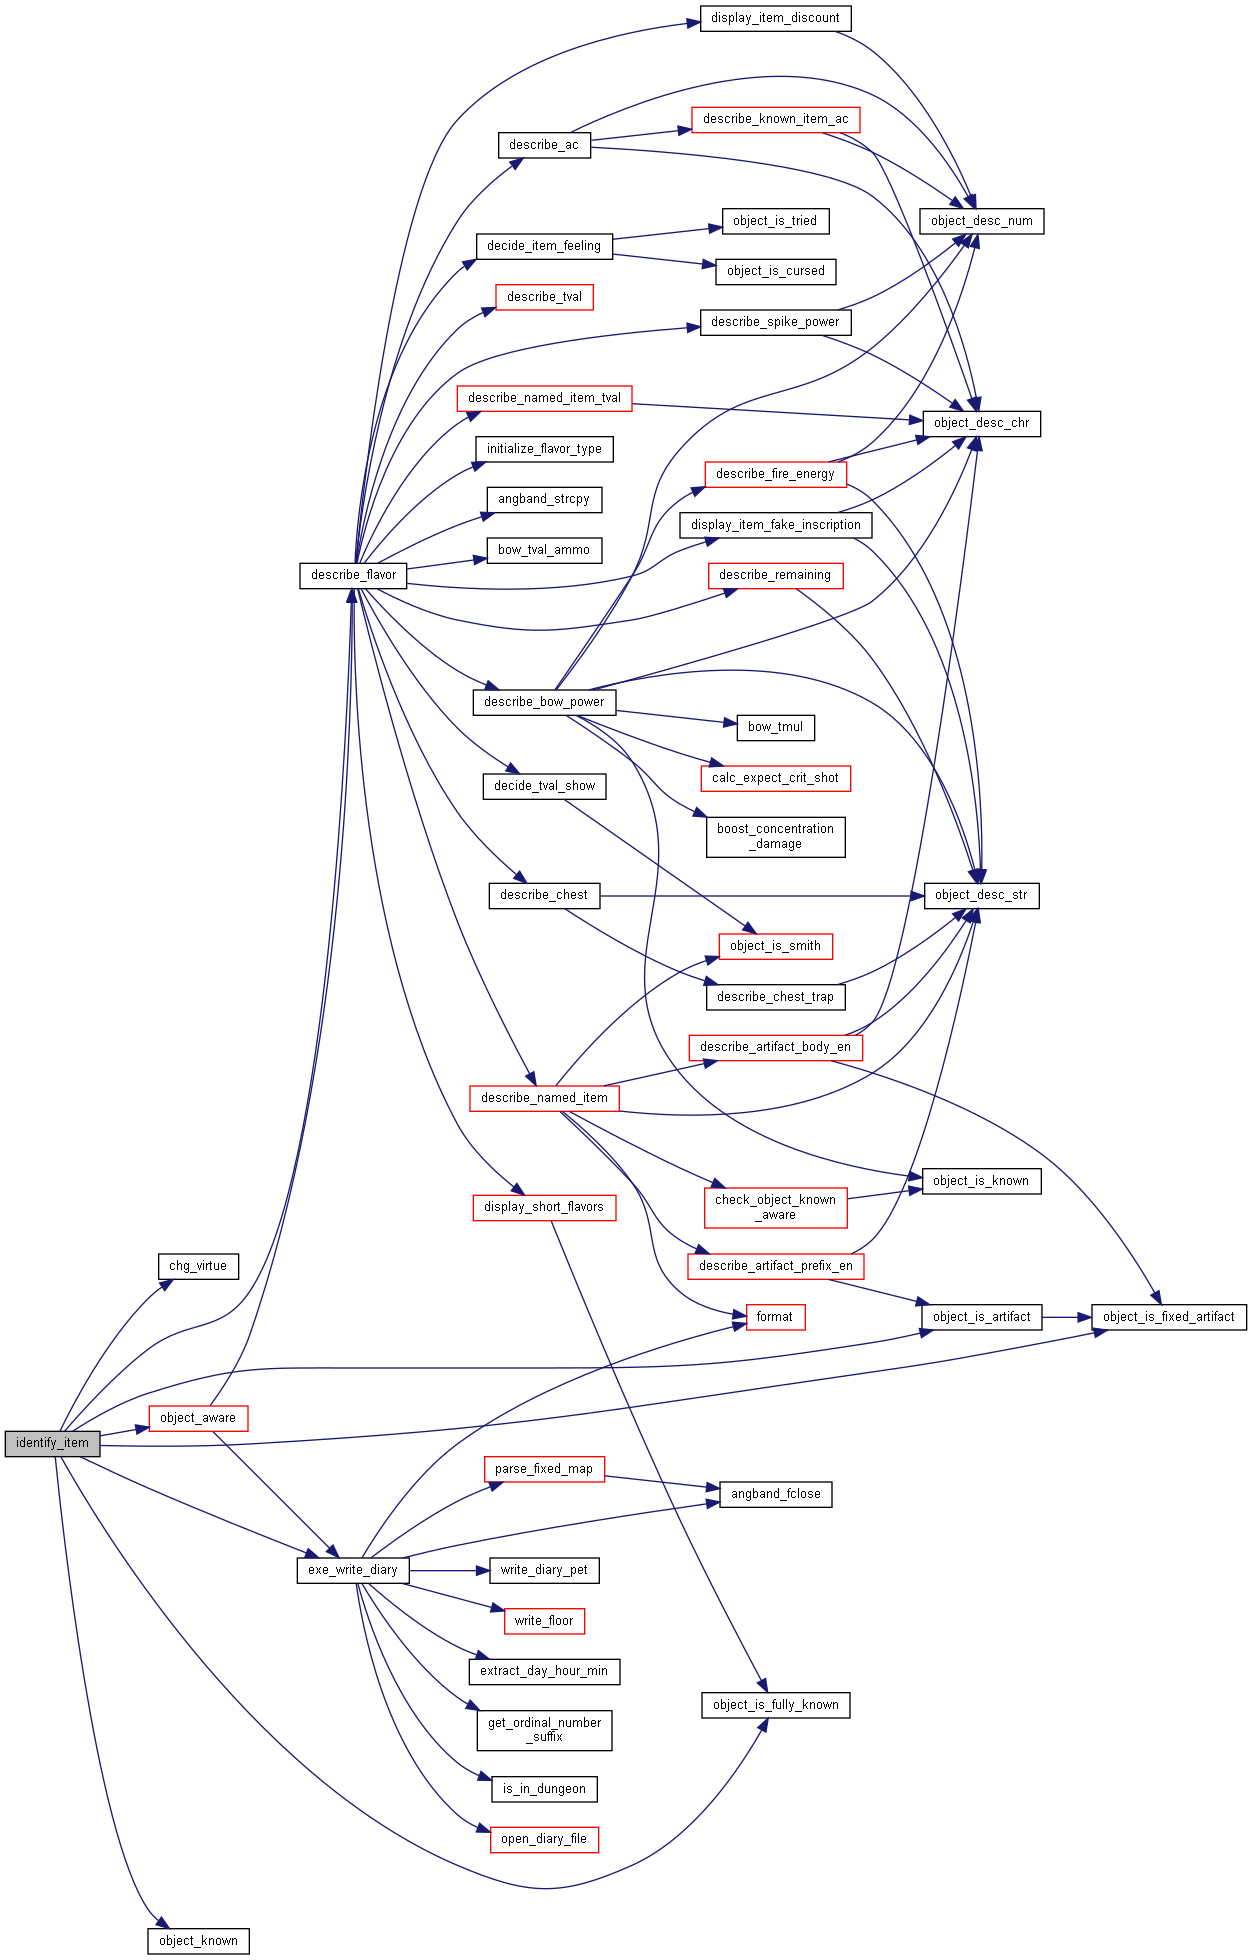 display_item_discount
describe_known_item_ac
describe_ac
object_is_tried
object_desc_num
decide_item_feeling
object_is_cursed
describe_tval
describe_spike_power
describe_named_item_tval
object_desc_chr
initialize_flavor_type
describe_fire_energy
angband_strcpy
display_item_fake_inscription
bow_tval_ammo
describe_flavor
describe_remaining
describe_bow_power
bow_tmul
calc_expect_crit_shot
decide_tval_show
boost_concentration
_damage
describe_chest
object_desc_str
object_is_smith
describe_chest_trap
describe_artifact_body_en
describe_named_item
object_is_known
display_short_flavors
check_object_known
_aware
chg_virtue
describe_artifact_prefix_en
format
object_is_artifact
object_is_fixed_artifact
object_aware
identify_item
parse_fixed_map
angband_fclose
exe_write_diary
write_diary_pet
write_floor
extract_day_hour_min
object_is_fully_known
get_ordinal_number
_suffix
is_in_dungeon
open_diary_file
object_known